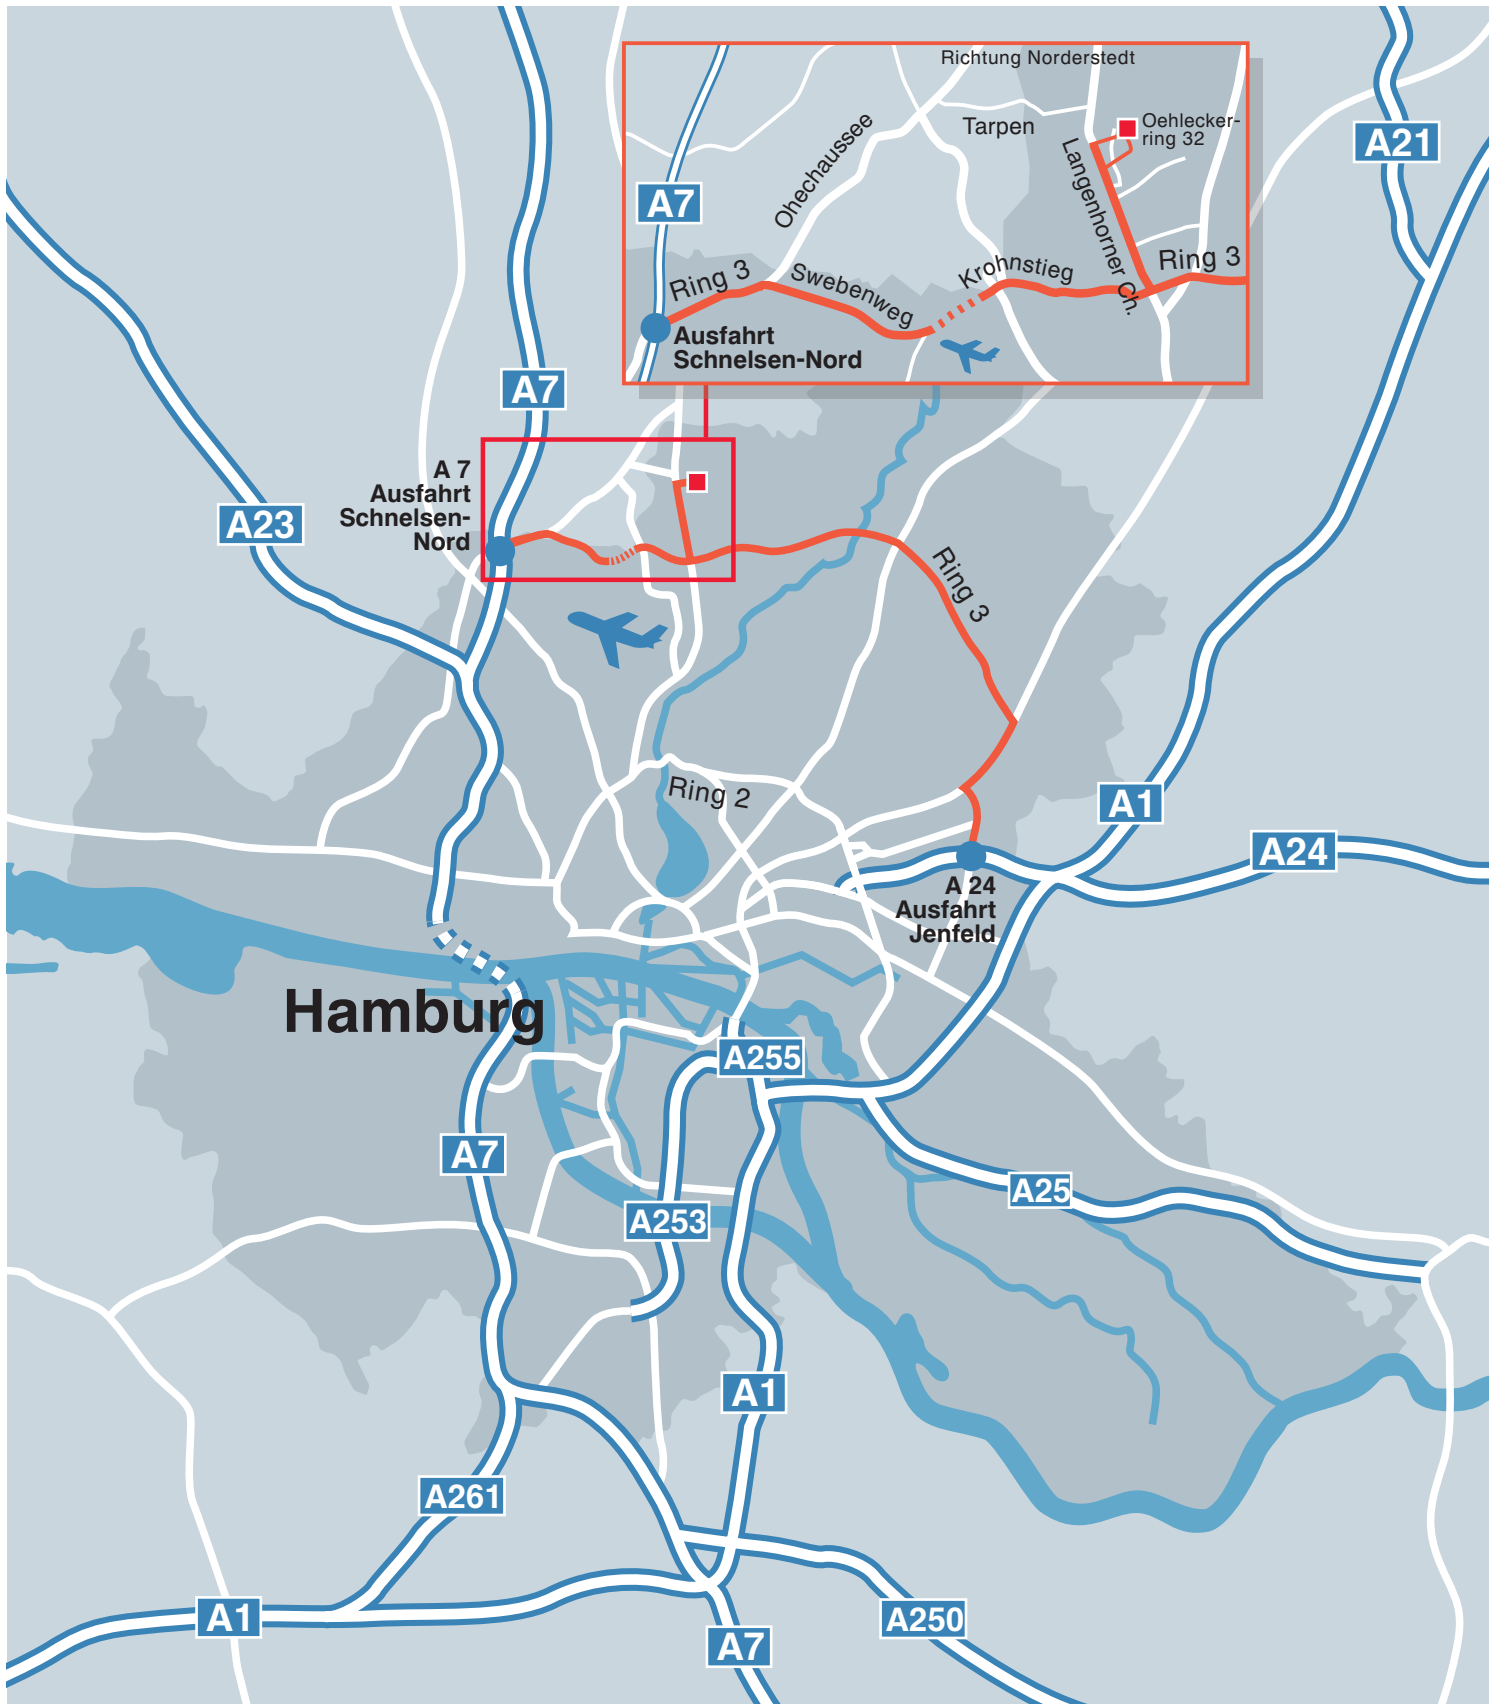 Richtung Norderstedt
A21
Ohechaussee
Tarpen
Oehlecker-
ring 32
Langenhorner Ch.
A7
Ring 3
Swebenweg
Krohnstieg
Ring 3
Ausfahrt
Schnelsen-Nord
A7
A 7
Ausfahrt
Schnelsen-
Nord
A23
Ring 3
Ring 2
A1
A24
A 24
Ausfahrt
Jenfeld
Hamburg
A255
A7
A25
A253
A1
A261
A1
A250
A7